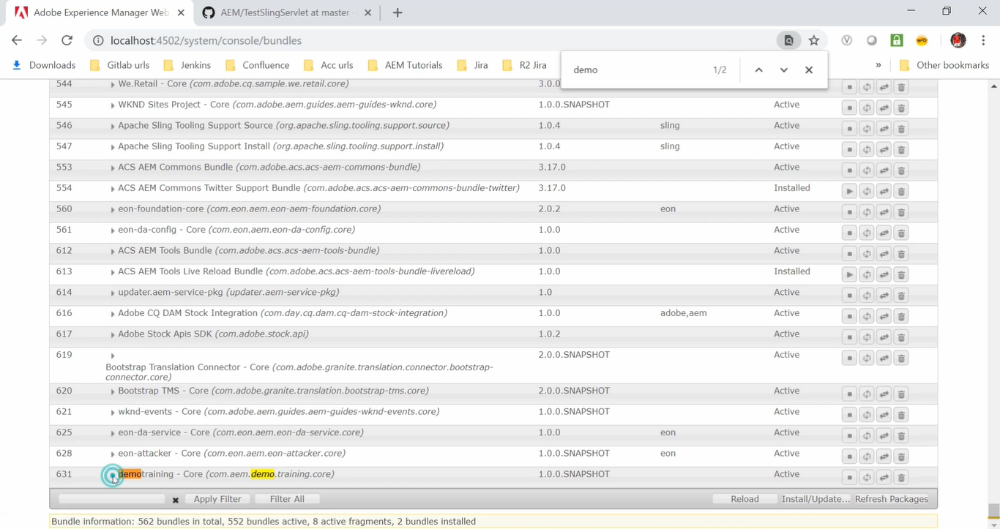 Adobe Experience Manager Web
AEM/TestSlingServlet at master
localhost:4502/system/console/bundles
Downloads Gitlab urls Jenkins Confluence Acc urls AEM Tutorials Jira R2 Jira » Other bookmarks
demo 1/2
544 We.Retail - Core (com.adobe.cq.sample.we.retail.core) 3.0.0
545 WKND Sites Project - Core (com.adobe.aem.guides.aem-guides-wknd.core) 1.0.0.SNAPSHOT Active
546 Apache Sling Tooling Support Source (org.apache.sling.tooling.support.source) 1.0.4 sling Active
547 Apache Sling Tooling Support Install (org.apache.sling.tooling.support.install) 1.0.4 sling Active
553 ACS AEM Commons Bundle (com.adobe.acs.acs-aem-commons-bundle) 3.17.0 Active
554 ACS AEM Commons Twitter Support Bundle (com.adobe.acs.acs-aem-commons-bundle-twitter) 3.17.0 Installed
560 eon-foundation-core (com.eon.aem.eon-aem-foundation.core) 2.0.2 eon Active
561 eon-da-config - Core (com.eon.aem.eon-da-config.core) 1.0.0 Active
612 ACS AEM Tools Bundle (com.adobe.acs.acs-aem-tools-bundle) 1.0.0 Active
613 ACS AEM Tools Live Reload Bundle (com.adobe.acs.acs-aem-tools-bundle-livereload) 1.0.0 Installed
614 updater.aem-service-pkg (updater.aem-service-pkg) 1.0 Active
616 Adobe CQ DAM Stock Integration (com.day.cq.dam.cq-dam-stock-integration) 1.0.0 adobe,aem Active
617 Adobe Stock Apis SDK (com.adobe.stock.api) 1.0.2 Active
619 2.0.0.SNAPSHOT Active
Bootstrap Translation Connector - Core (com.adobe.granite.translation.connector.bootstrap-
connector.core)
620 Bootstrap TMS - Core (com.adobe.granite.translation.bootstrap-tms.core) 2.0.0.SNAPSHOT Active
621 wknd-events - Core (com.adobe.aem.guides.aem-guides-wknd-events.core) 1.0.0.SNAPSHOT Active
625 eon-da-service - Core (com.eon.aem.eon-da-service.core) 1.0.0 eon Active
628 eon-attacker - Core (com.eon.aem.eon-attacker.core) 1.0.0.SNAPSHOT eon Active
631 demotraining - Core (com.aem.demo.training.core) 1.0.0.SNAPSHOT Active
Apply Filter Filter All Reload Install/Update... Refresh Packages
Bundle information: 562 bundles in total, 552 bundles active, 8 active fragments, 2 bundles installed